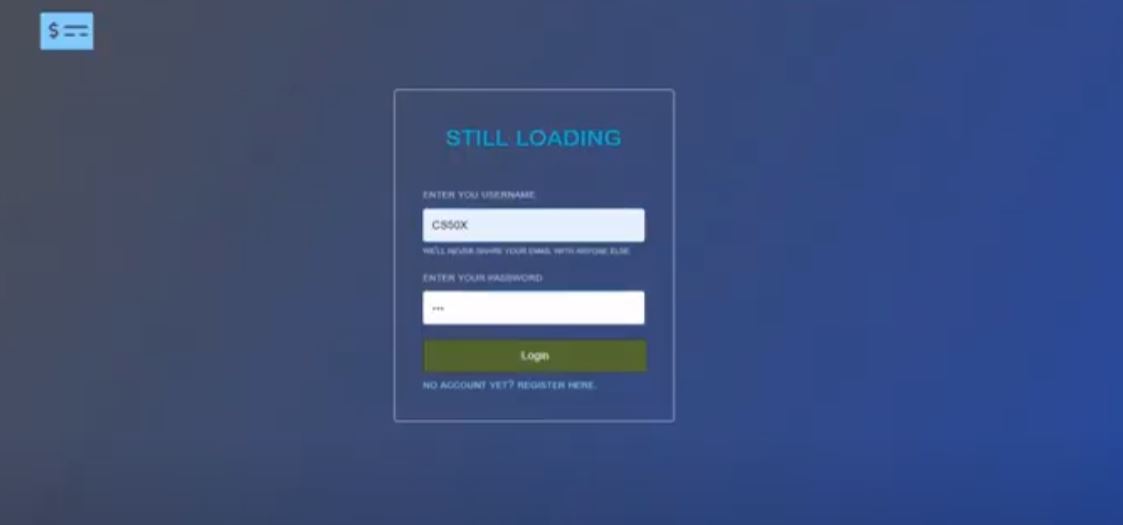 $
STILL LOADING
ENTER YOU USERNAME
CS50X
WE'LL NEVER SHARE YOUR EMAIL WITH ANYONE ELSE
ENTER YOUR PASSWORD
•••
Login
NO ACCOUNT YET? REGISTER HERE.